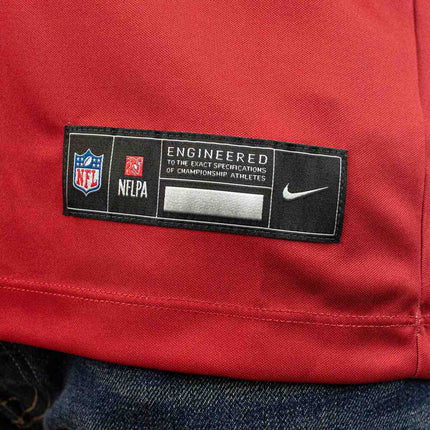 NFL
NFLPA
ENGINEERED
TO THE EXACT SPECIFICATIONS
OF CHAMPIONSHIP ATHLETES